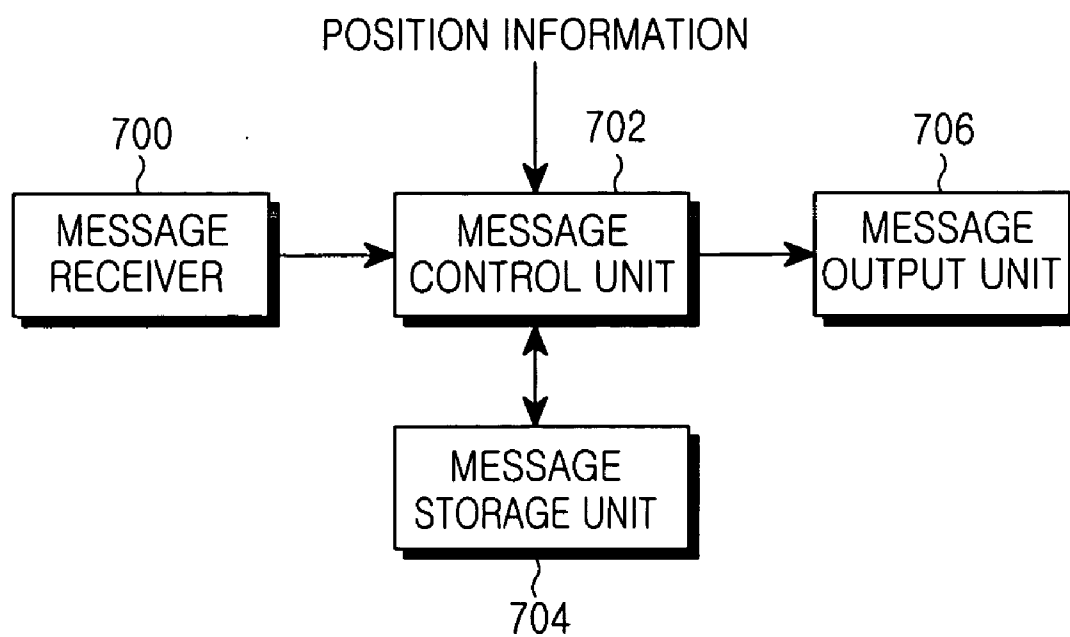 POSITION INFORMATION
700
702
706
MESSAGE
RECEIVER
MESSAGE
CONTROL UNIT
MESSAGE
OUTPUT UNIT
MESSAGE
STORAGE UNIT
704